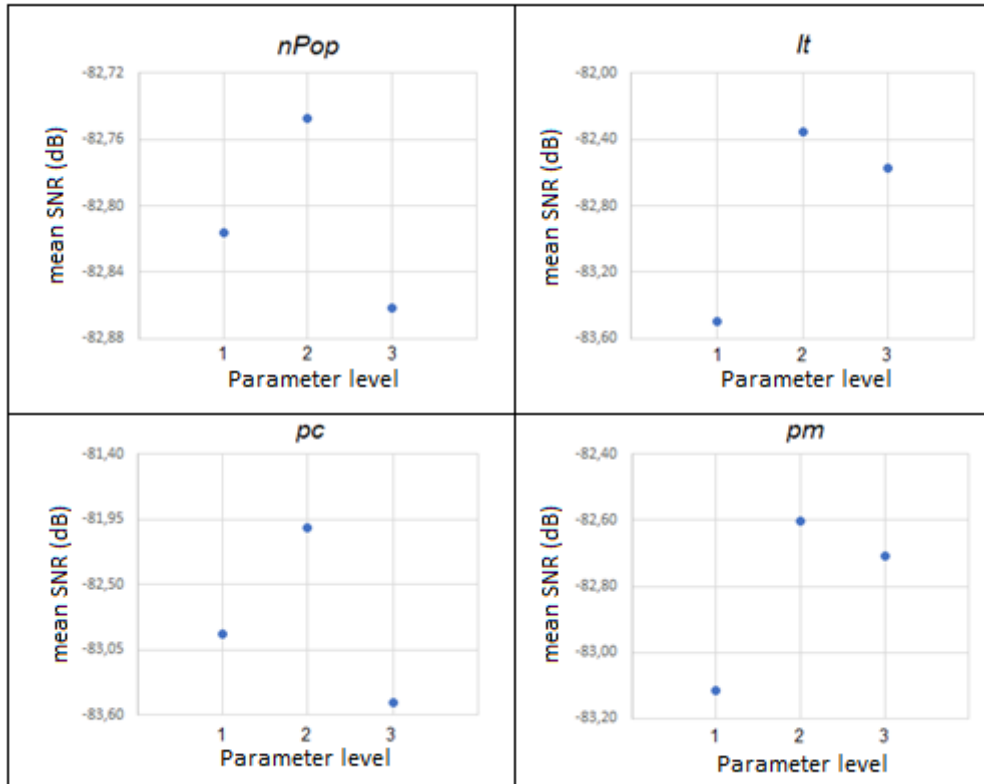 nPop
mean SNR (dB)
-82,72
-82,76
-82,80
-82,84
-82,88
1 2 3
Parameter level
It
mean SNR (dB)
-82,00
-82,40
-82,80
-83,20
-83,60
1 2 3
Parameter level
pc
mean SNR (dB)
-81,40
-81,95
-82,50
-83,05
-83,60
1 2 3
Parameter level
pm
mean SNR (dB)
-82,40
-82,60
-82,80
-83,00
-83,20
1 2 3
Parameter level